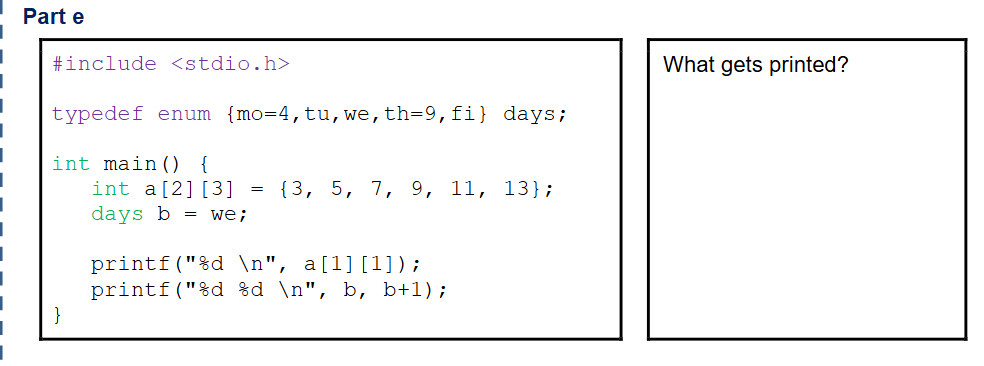 Part e
#include <stdio.h>
typedef enum {mo=4,tu,we,th=9,fi} days;
int main() {
int a[2][3] = {3, 5, 7, 9, 11, 13};
days b = we;
printf("%d \n", a[1][1]);
printf("%d %d \n", b, b+1);
}
What gets printed?